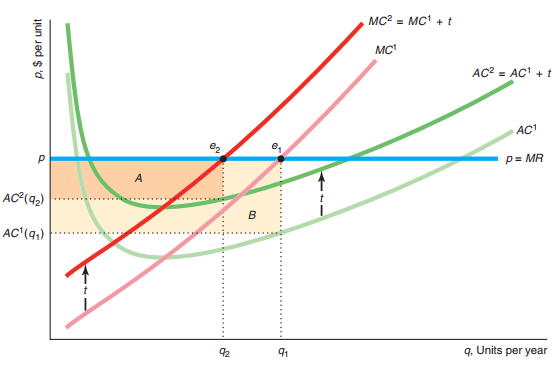 p, $ per unit
MC² = MC¹ + t
MC¹
AC² = AC¹ + t
AC¹
e₂
e₁
p
p = MR
A
AC²(q₂)
t
B
AC¹(q₁)
t
q₂
q₁
q, Units per year